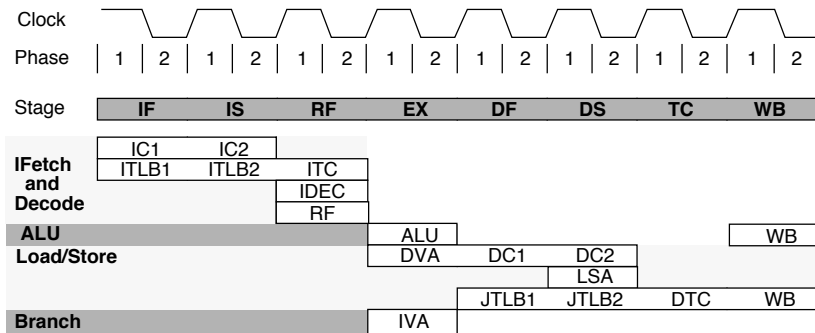 Clock
Phase 1 2 1 2 1 2 1 2 1 2 1 2 1 2 1 2
Stage IF IS RF EX DF DS TC WB
IC1 IC2
IFetch and Decode
ITLB1 ITLB2 ITC
IDEC
RF
ALU ALU WB
Load/Store DVA DC1 DC2
LSA
JTLB1 JTLB2 DTC WB
Branch IVA